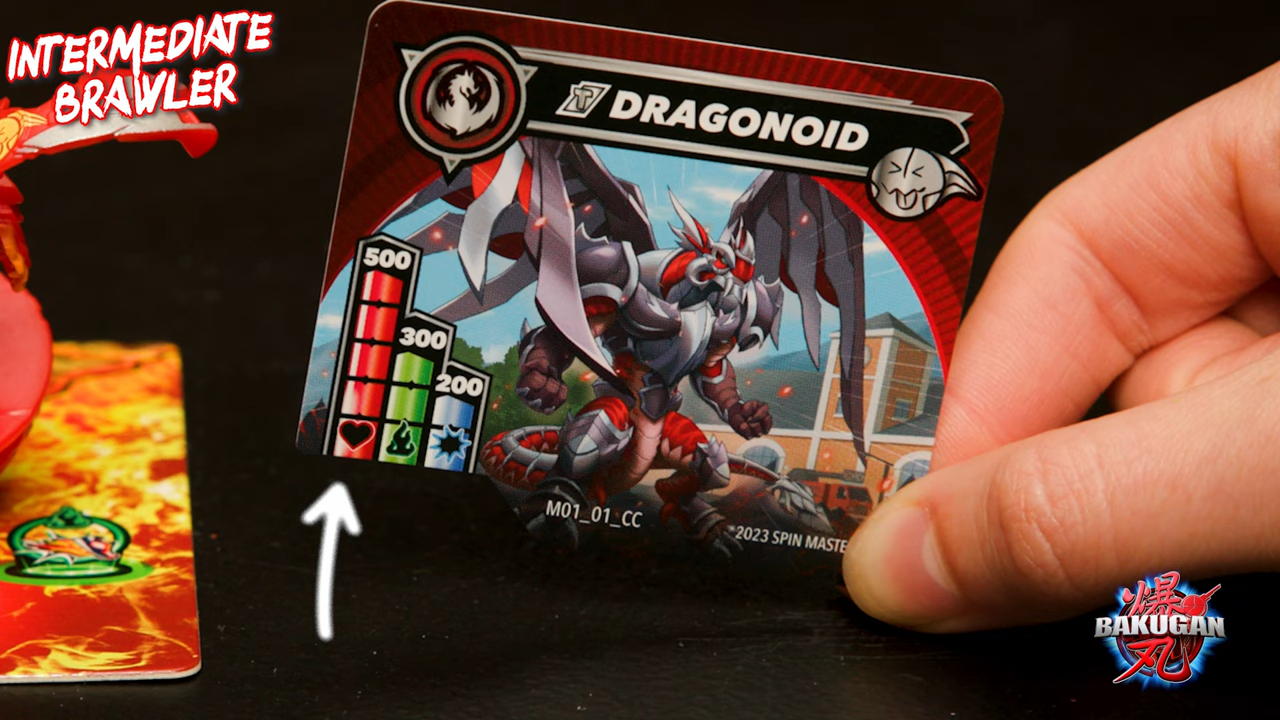 INTERMEDIATE
BRAWLER
DRAGONOID
500
300
200
M01_01_CC
2023 SPIN MASTE
爆
BAKUGAN
丸